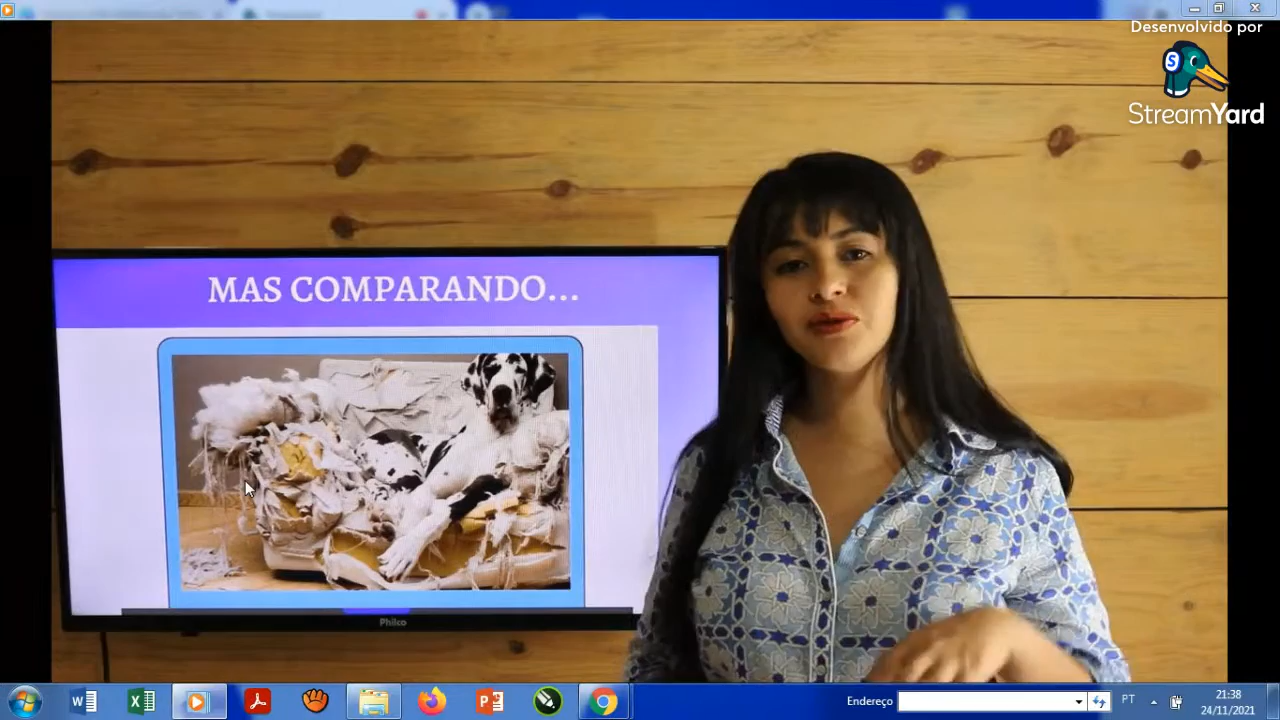 Desenvolvido por
StreamYard
MAS COMPARANDO...
Philco
Endereço
PT
21:38
24/11/2021